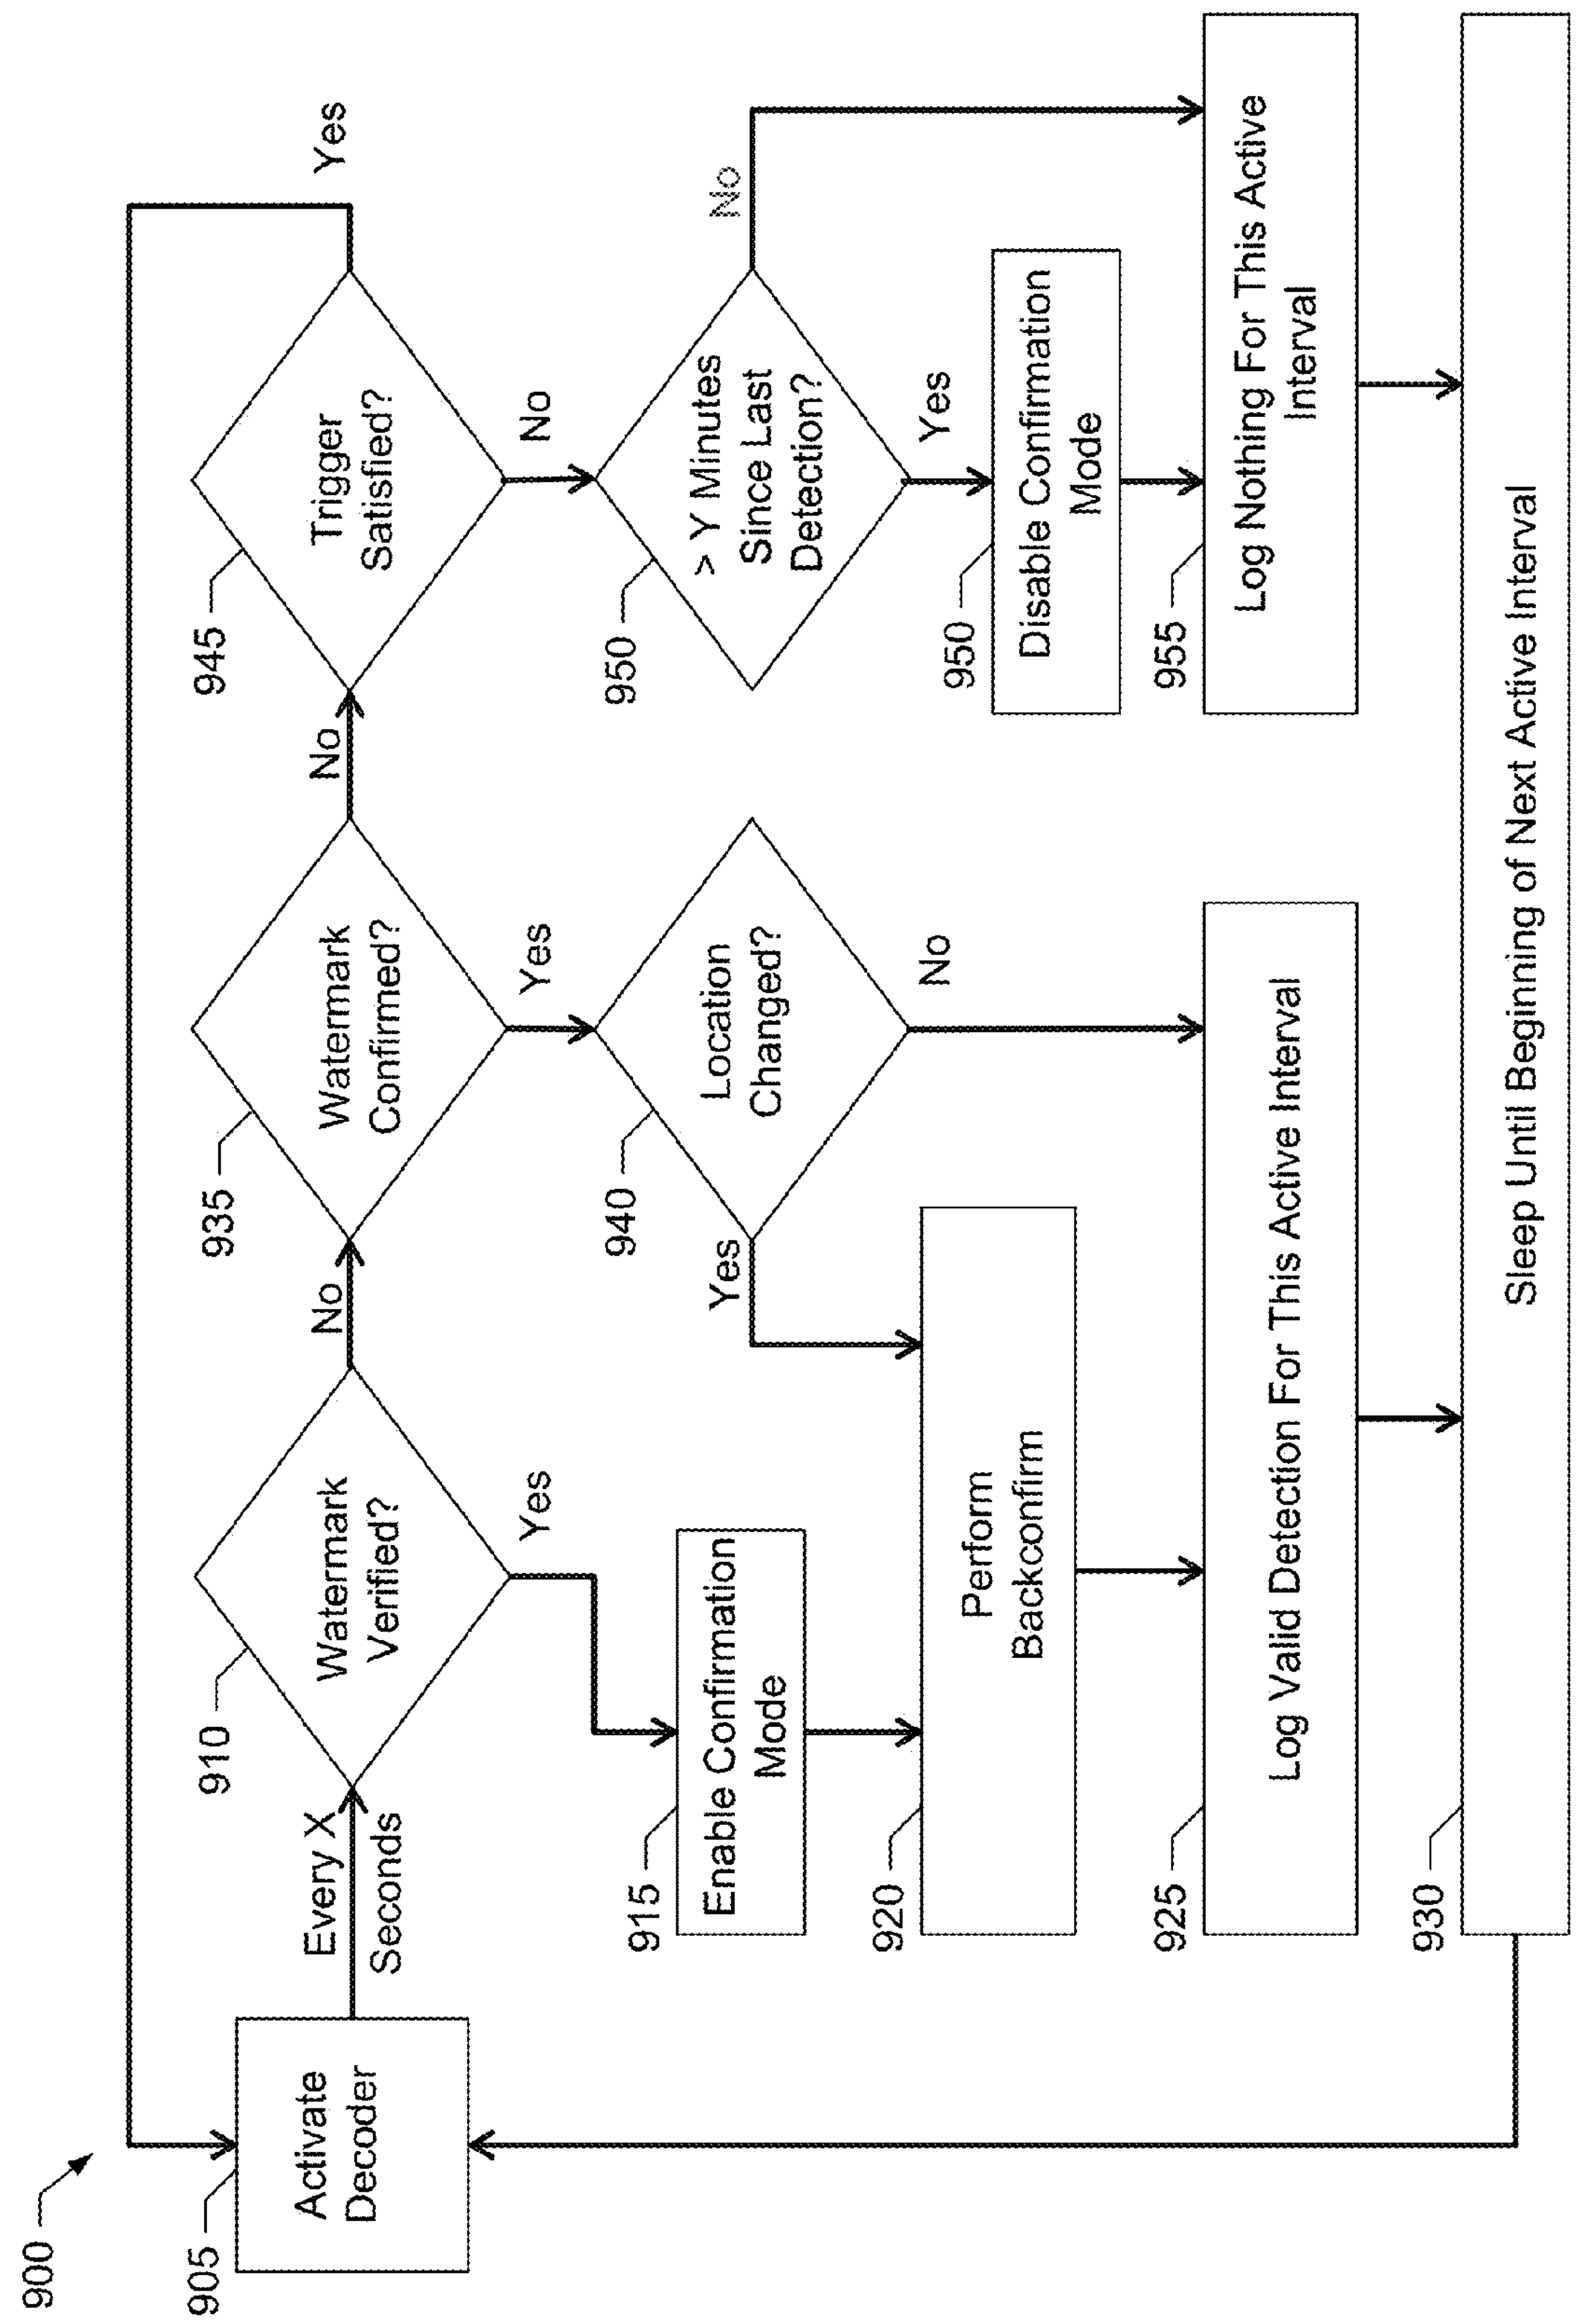 900
905
Activate
Decoder
Every X
Seconds
910
Watermark
Verified?
No
Yes
935
Watermark
Confirmed?
No
Yes
945
Trigger
Satisfied?
Yes
No
915
Enable Confirmation
Mode
940
Location
Changed?
Yes
No
950
> Y Minutes
Since Last
Detection?
No
Yes
920
Perform
Backconfirm
950
Disable Confirmation
Mode
925
Log Valid Detection For This Active Interval
955
Log Nothing For This Active
Interval
930
Sleep Until Beginning of Next Active Interval